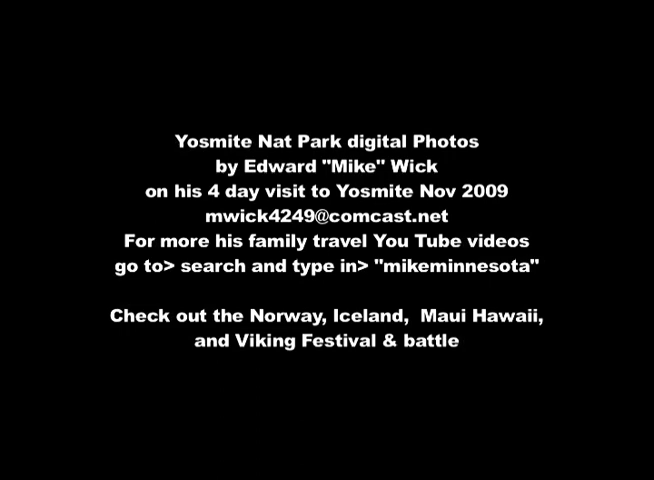 Yosmite Nat Park digital Photos
by Edward "Mike" Wick
on his 4 day visit to Yosmite Nov 2009
mwick4249@comcast.net
For more his family travel You Tube videos
go to> search and type in> "mikeminnesota"
Check out the Norway, Iceland,  Maui Hawaii,
and Viking Festival & battle